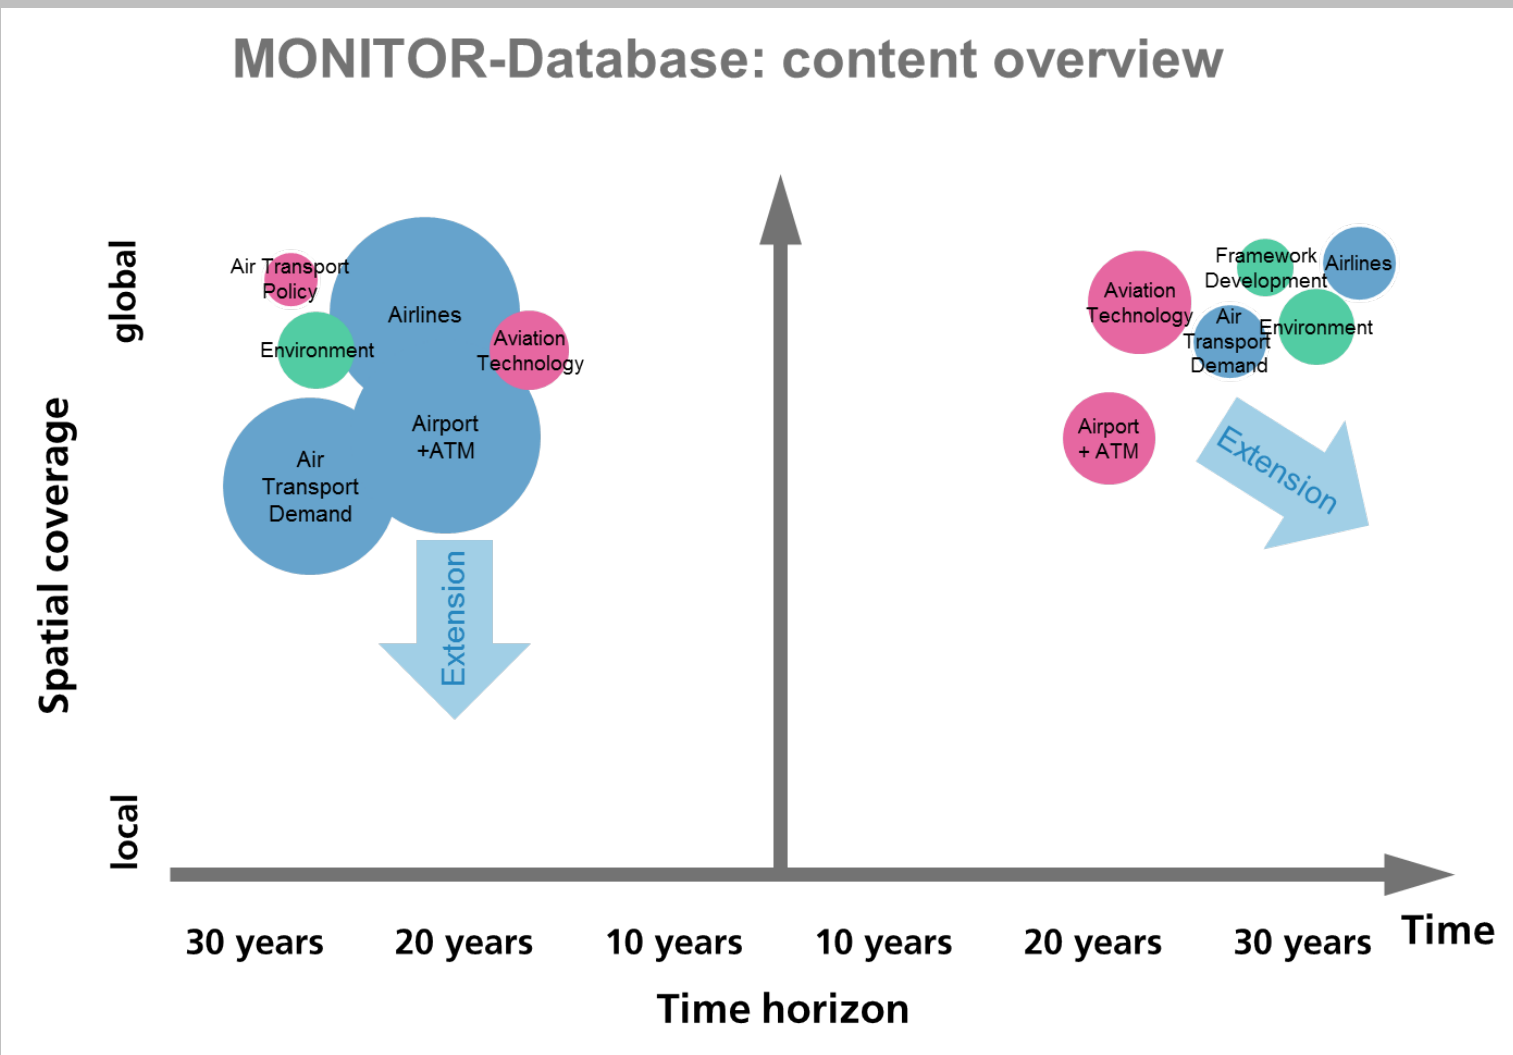 MONITOR-Database: content overview
global
Spatial coverage
local
Air Transport
Policy
Environment
Airlines
Aviation
Technology
Airport
+ATM
Air
Transport
Demand
Extension
Aviation
Technology
Framework
Development
Airlines
Air
Transport
Demand
Environment
Airport
+ ATM
Extension
30 years
20 years
10 years
10 years
20 years
30 years
Time
Time horizon